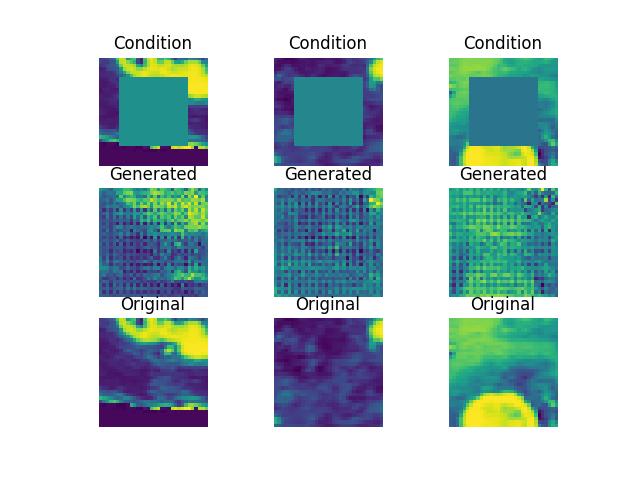 Condition Condition Condition
Generated Generated Generated
Original Original Original